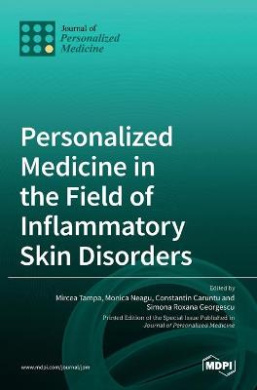 Journal of
Personalized
Medicine
Personalized
Medicine in
the Field of
Inflammatory
Skin Disorders
Edited by
Mircea Tampa, Monica Neagu, Constantin Caruntu and
Simona Roxana Georgescu
Printed Edition of the Special Issue Published in
Journal of Personalized Medicine
www.mdpi.com/journal/jpm
MDPI